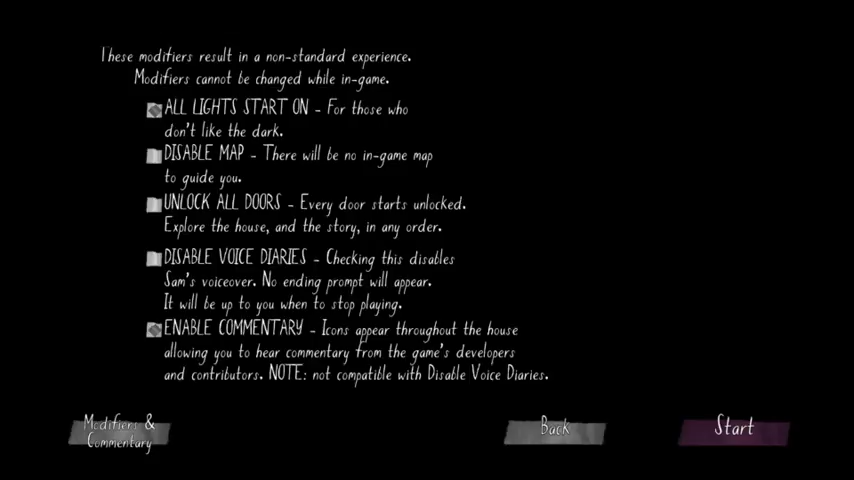 These modifiers result in a non-standard experience.
Modifiers cannot be changed while in-game.
ALL LIGHTS START ON - For those who
don't like the dark.
DISABLE MAP - There will be no in-game map
to guide you.
UNLOCK ALL DOORS - Every door starts unlocked.
Explore the house, and the story, in any order.
DISABLE VOICE DIARIES - Checking this disables
Sam's voiceover. No ending prompt will appear.
It will be up to you when to stop playing.
ENABLE COMMENTARY - Icons appear throughout the house
allowing you to hear commentary from the game's developers
and contributors. NOTE: not compatible with Disable Voice Diaries.
Modifiers &
Commentary
Back
Start